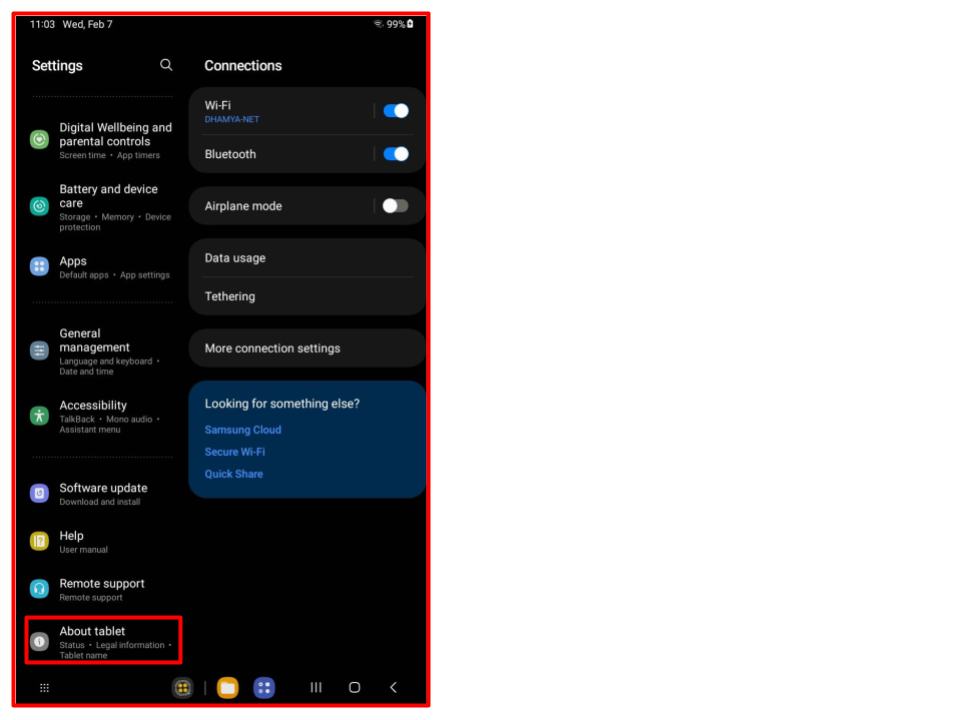 11:03 Wed, Feb 7
99%
Settings
Digital Wellbeing and
parental controls
Screen time • App timers
Battery and device
care
Storage • Memory • Device
protection
Apps
Default apps • App settings
General
management
Language and keyboard •
Date and time
Accessibility
TalkBack • Mono audio •
Assistant menu
Software update
Download and install
Help
User manual
Remote support
Remote support
About tablet
Status • Legal information •
Tablet name
Connections
Wi-Fi
DHAMYA-NET
Bluetooth
Airplane mode
Data usage
Tethering
More connection settings
Looking for something else?
Samsung Cloud
Secure Wi-Fi
Quick Share